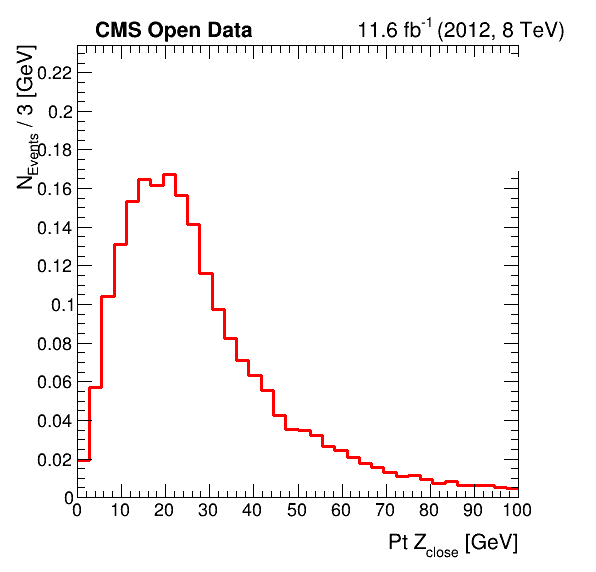 CMS Open Data
11.6 fb⁻¹ (2012, 8 TeV)
N_Events / 3 [GeV]
0.22
0.2
0.18
0.16
0.14
0.12
0.1
0.08
0.06
0.04
0.02
0
0 10 20 30 40 50 60 70 80 90 100
Pt Z_close [GeV]